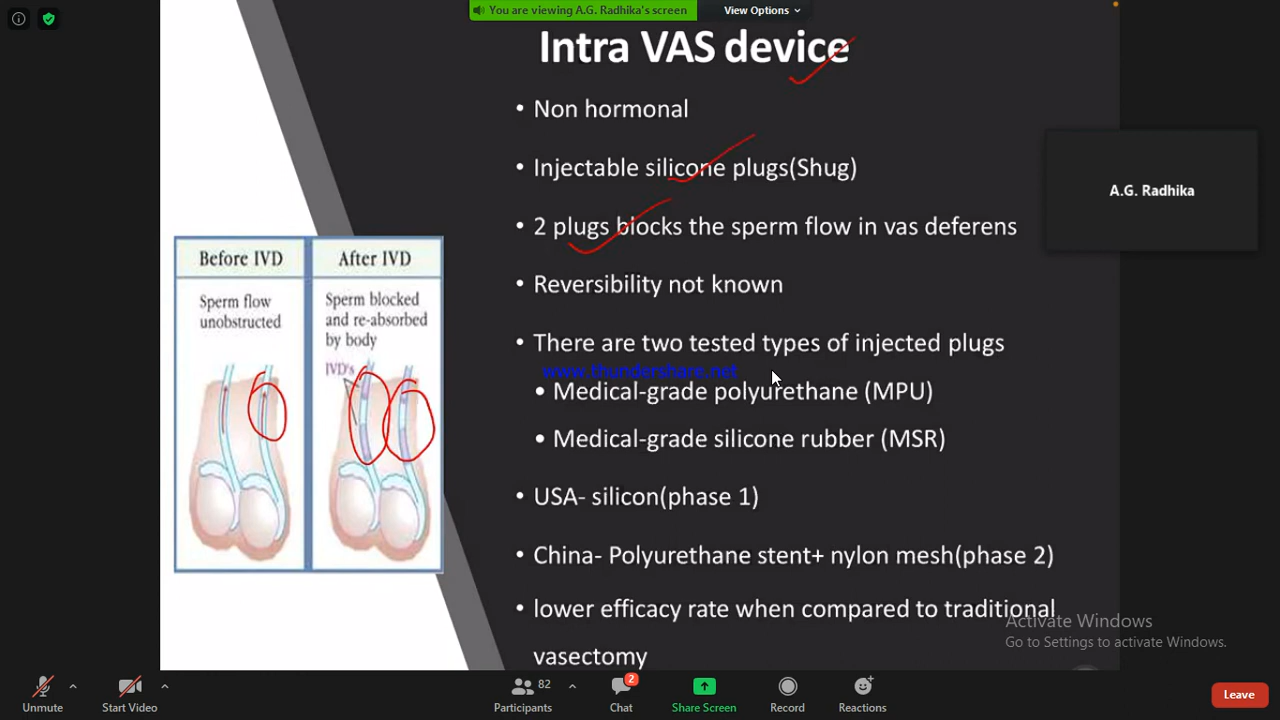 You are viewing A.G. Radhika's screen
View Options
Intra VAS device
• Non hormonal
• Injectable silicone plugs(Shug)
• 2 plugs blocks the sperm flow in vas deferens
• Reversibility not known
• There are two tested types of injected plugs
www.thundershare.net
• Medical-grade polyurethane (MPU)
• Medical-grade silicone rubber (MSR)
• USA- silicon(phase 1)
• China- Polyurethane stent+ nylon mesh(phase 2)
• lower efficacy rate when compared to traditional
vasectomy
Before IVD
Sperm flow
unobstructed
After IVD
Sperm blocked
and re-absorbed
by body
IVD's
A.G. Radhika
Activate Windows
Go to Settings to activate Windows.
Unmute
Start Video
82
Participants
2
Chat
Share Screen
Record
Reactions
Leave